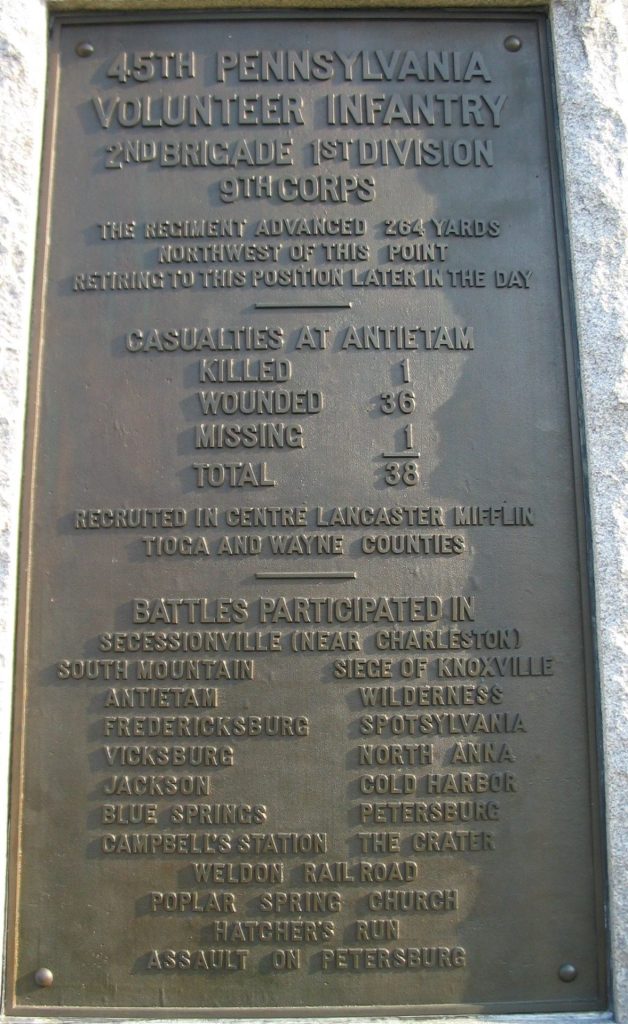 45TH PENNSYLVANIA
VOLUNTEER INFANTRY
2ND BRIGADE 1ST DIVISION
9TH CORPS
THE REGIMENT ADVANCED 264 YARDS
NORTHWEST OF THIS POINT
RETIRING TO THIS POSITION LATER IN THE DAY
CASUALTIES AT ANTIETAM
KILLED 1
WOUNDED 36
MISSING 1
TOTAL 38
RECRUITED IN CENTRE LANCASTER MIFFLIN
TIOGA AND WAYNE COUNTIES
BATTLES PARTICIPATED IN
SECESSIONVILLE (NEAR CHARLESTON)
SOUTH MOUNTAIN SIEGE OF KNOXVILLE
ANTIETAM WILDERNESS
FREDERICKSBURG SPOTSYLVANIA
VICKSBURG NORTH ANNA
JACKSON COLD HARBOR
BLUE SPRINGS PETERSBURG
CAMPBELL'S STATION THE CRATER
WELDON RAILROAD
POPLAR SPRING CHURCH
HATCHER'S RUN
ASSAULT ON PETERSBURG